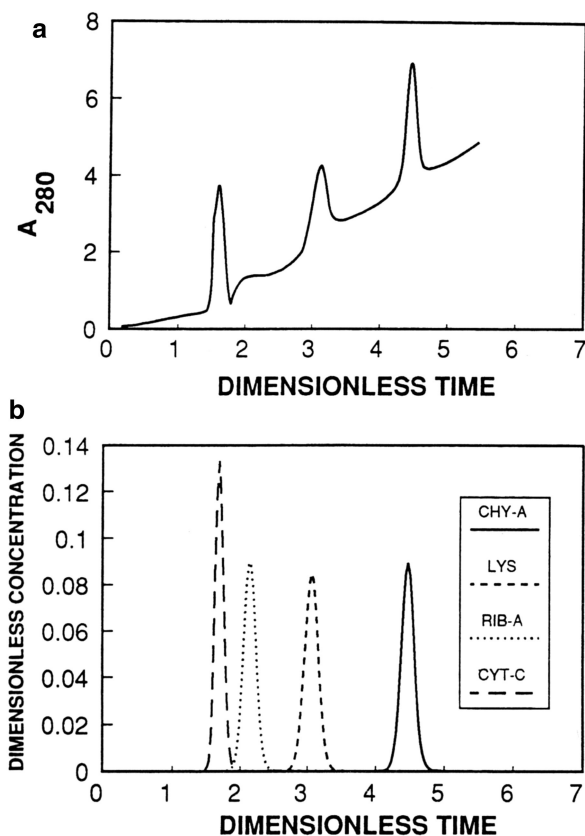 a
8
6
4
2
0
A280
0 1 2 3 4 5 6 7
DIMENSIONLESS TIME
b
0.14
0.12
0.1
0.08
0.06
0.04
0.02
0
DIMENSIONLESS CONCENTRATION
CHY-A
LYS
RIB-A
CYT-C
0 1 2 3 4 5 6 7
DIMENSIONLESS TIME